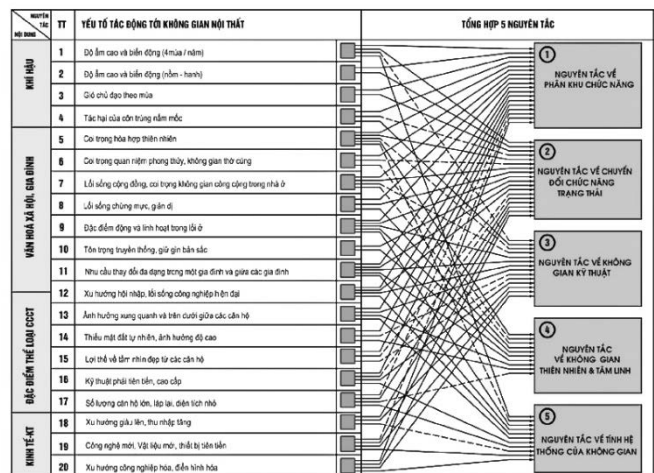 NGUYÊN TẮC
NỘI DUNG
TT
YẾU TỐ TÁC ĐỘNG TỚI KHÔNG GIAN NỘI THẤT
TỔNG HỢP 5 NGUYÊN TẮC
KHÍ HẬU
1 Độ ẩm cao và biến động (4mùa / năm)
2 Độ ẩm cao và biến động (nồm - hanh)
3 Gió chủ đạo theo mùa
4 Tác hại của côn trùng nấm mốc
VĂN HOÁ XÃ HỘI, GIA ĐÌNH
5 Coi trọng hòa hợp thiên nhiên
6 Coi trọng quan niệm phong thủy, không gian thờ cúng
7 Lối sống cộng đồng, coi trọng không gian công cộng trong nhà ở
8 Lối sống chừng mực, giản dị
9 Đặc điểm động và linh hoạt trong lối ở
10 Tôn trọng truyền thống, giữ gìn bản sắc
11 Nhu cầu thay đổi đa dạng trong một gia đình và giữa các gia đình
12 Xu hướng hội nhập, lối sống công nghiệp hiện đại
ĐẶC ĐIỂM THỂ LOẠI CCCT
13 Ảnh hưởng xung quanh và trên dưới giữa các căn hộ
14 Thiếu mặt đất tự nhiên, ảnh hưởng độ cao
15 Lợi thế về tầm nhìn đẹp từ các căn hộ
16 Kỹ thuật phải tiên tiến, cao cấp
17 Số lượng căn hộ lớn, lặp lại, diện tích nhỏ
KINH TẾ-KT
18 Xu hướng giàu lên, thu nhập tăng
19 Công nghệ mới, Vật liệu mới, thiết bị tiên tiến
20 Xu hướng công nghiệp hóa, điển hình hóa
1
NGUYÊN TẮC VỀ
PHÂN KHU CHỨC NĂNG
2
NGUYÊN TẮC VỀ CHUYỂN
ĐỔI CHỨC NĂNG
TRẠNG THÁI
3
NGUYÊN TẮC VỀ KHÔNG
GIAN KỸ THUẬT
4
NGUYÊN TẮC
VỀ KHÔNG GIAN
THIÊN NHIÊN & TÂM LINH
5
NGUYÊN TẮC VỀ TÍNH HỆ
THỐNG CỦA KHÔNG GIAN